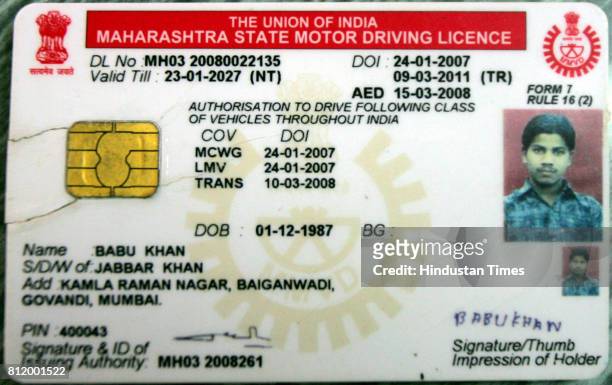 THE UNION OF INDIA
MAHARASHTRA STATE MOTOR DRIVING LICENCE
सत्यमेव जयते
DL No :MH03 20080022135 DOI : 24-01-2007
Valid Till : 23-01-2027 (NT) 09-03-2011 (TR)
AED 15-03-2008
FORM 7
RULE 16 (2)
AUTHORISATION TO DRIVE FOLLOWING CLASS
OF VEHICLES THROUGHOUT INDIA
COV DOI
MCWG 24-01-2007
LMV 24-01-2007
TRANS 10-03-2008
DOB : 01-12-1987 BG :
Name : BABU KHAN
S/D/W of : JABBAR KHAN
Add : KAMLA RAMAN NAGAR, BAIGANWADI,
GOVANDI, MUMBAI.
PIN : 400043
Signature & ID of
Issuing Authority: MH03 2008261
BABUKHAN
Signature/Thumb
Impression of Holder
gettyimages
Hindustan Times
812001522